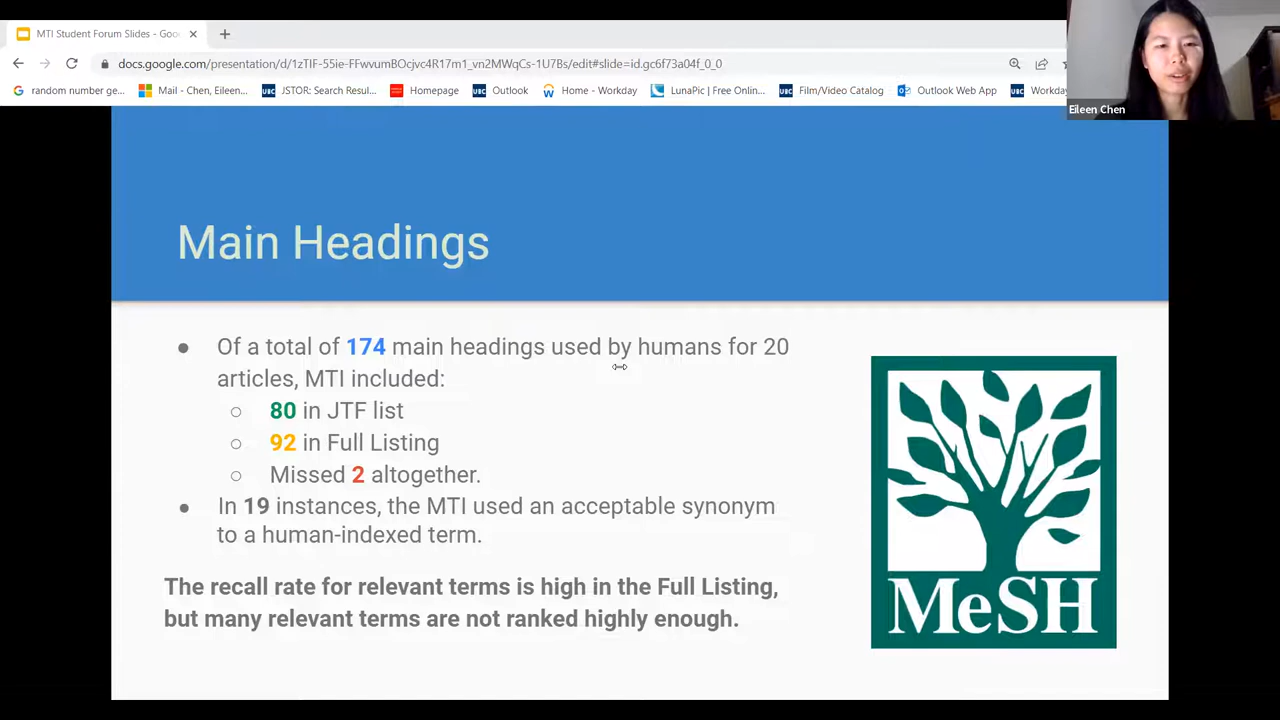 MTI Student Forum Slides - Goo
docs.google.com/presentation/d/1zTIF-55ie-FFwvumBOcjvc4R17m1_vn2MWqCs-1U7Bs/edit#slide=id.gc6f73a04f_0_0
random number ge... Mail - Chen, Eileen... UBC JSTOR: Search Resul... Homepage UBC Outlook Home - Workday LunaPic | Free Onlin... UBC Film/Video Catalog Outlook Web App UBC Workday
Eileen Chen
Main Headings
● Of a total of 174 main headings used by humans for 20
articles, MTI included:
○ 80 in JTF list
○ 92 in Full Listing
○ Missed 2 altogether.
● In 19 instances, the MTI used an acceptable synonym
to a human-indexed term.
The recall rate for relevant terms is high in the Full Listing,
but many relevant terms are not ranked highly enough.
MeSH